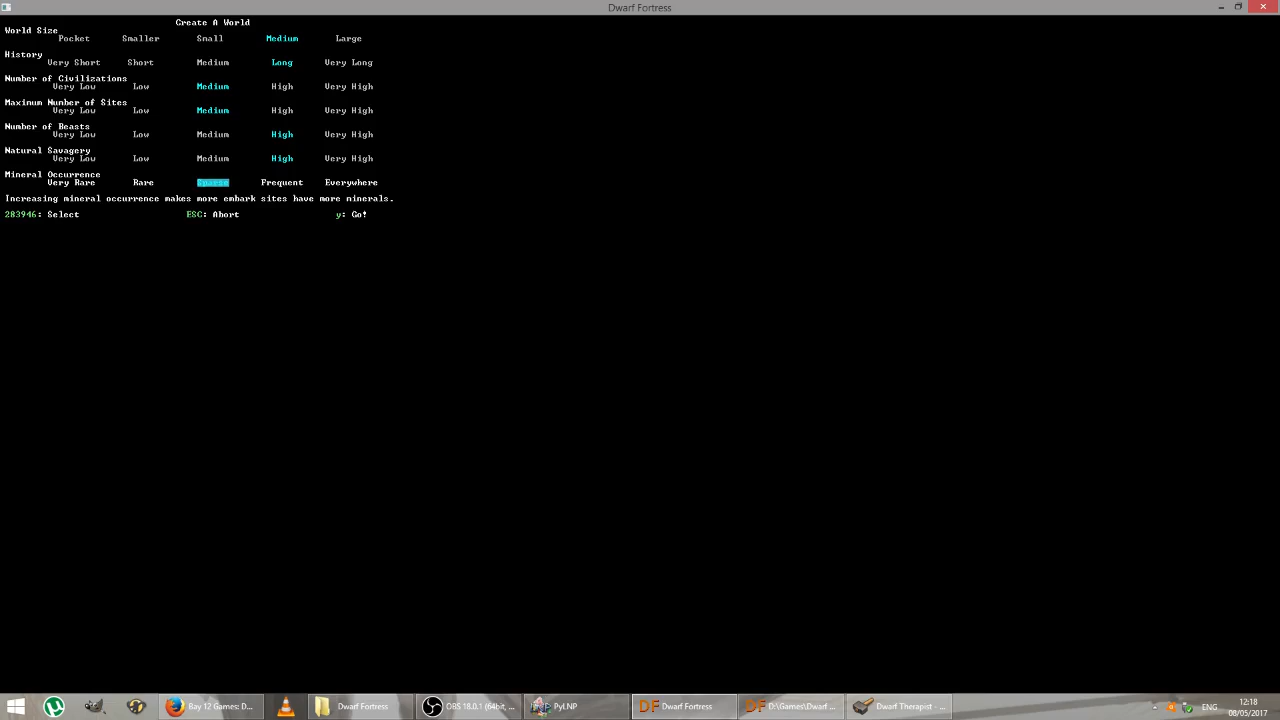 Dwarf Fortress
Create A World
World Size
Pocket Smaller Small Medium Large
History
Very Short Short Medium Long Very Long
Number of Civilizations
Very Low Low Medium High Very High
Maximum Number of Sites
Very Low Low Medium High Very High
Number of Beasts
Very Low Low Medium High Very High
Natural Savagery
Very Low Low Medium High Very High
Mineral Occurrence
Very Rare Rare Sparse Frequent Everywhere
Increasing mineral occurrence makes more embark sites have more minerals.
283946: Select ESC: Abort y: Go!
Bay 12 Games: D... Dwarf Fortress OBS 18.0.1 (64bit, ... PyLNP DF Dwarf Fortress DF D:\Games\Dwarf ... Dwarf Therapist - ... ENG 12:18
08/05/2017